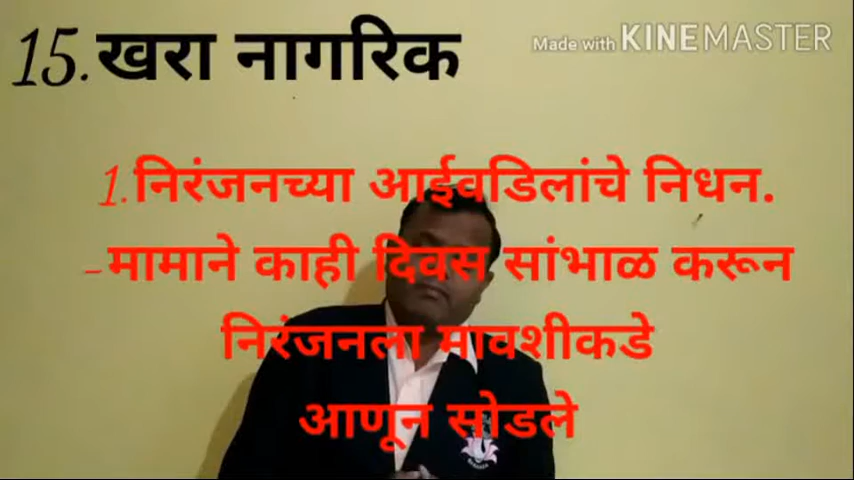 15.खरा नागरिक
Made with KINEMASTER
1.निरंजनच्या आईवडिलांचे निधन.
-मामाने काही दिवस सांभाळ करून
निरंजनला मावशीकडे
आणून सोडले